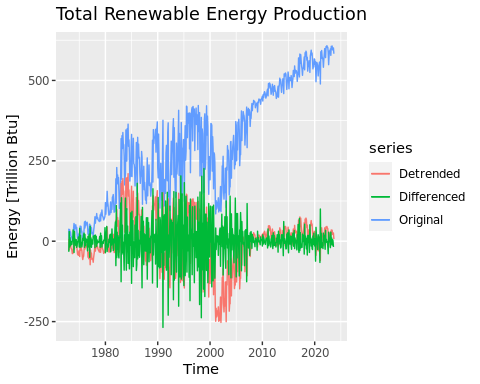 Total Renewable Energy Production
Energy [Trillion Btu]
500
250
0
-250
1980
1990
2000
2010
2020
Time
series
Detrended
Differenced
Original